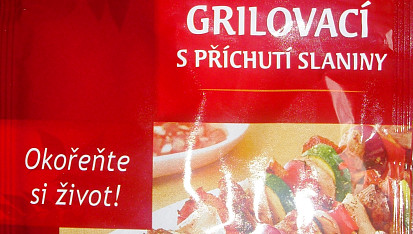 GRILOVACÍ
S PŘÍCHUTÍ SLANINY
Okořeňte
si život!